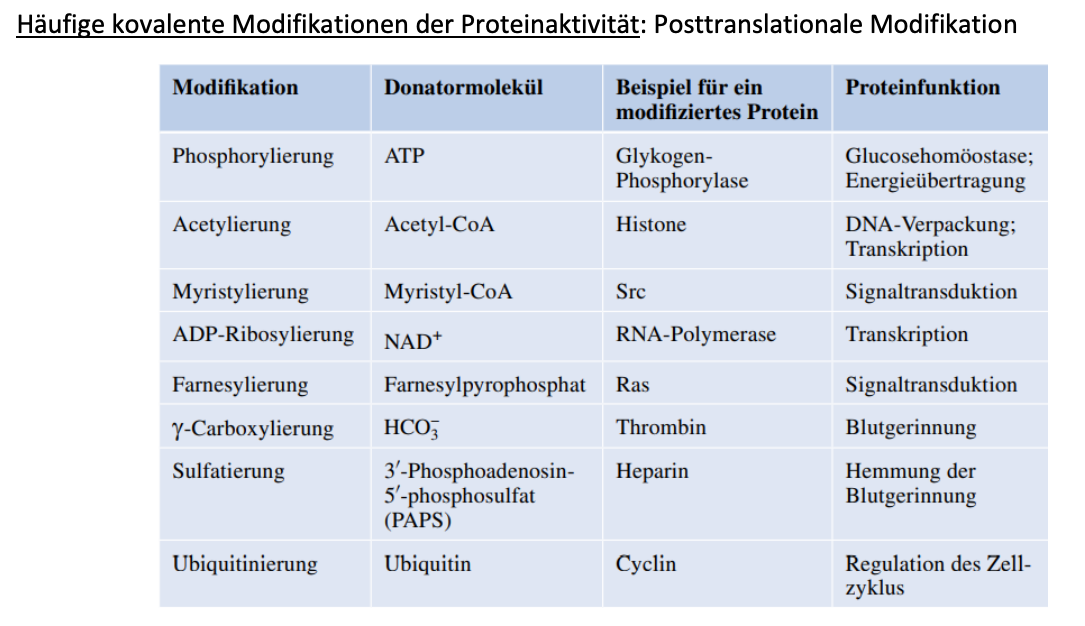 Häufige kovalente Modifikationen der Proteinaktivität: Posttranslationale Modifikation
Modifikation Donatormolekül Beispiel für ein modifiziertes Protein Proteinfunktion
Phosphorylierung ATP Glykogen-Phosphorylase Glucosehomöostase; Energieübertragung
Acetylierung Acetyl-CoA Histone DNA-Verpackung; Transkription
Myristylierung Myristyl-CoA Src Signaltransduktion
ADP-Ribosylierung NAD⁺ RNA-Polymerase Transkription
Farnesylierung Farnesylpyrophosphat Ras Signaltransduktion
γ-Carboxylierung HCO₃⁻ Thrombin Blutgerinnung
Sulfatierung 3′-Phosphoadenosin-5′-phosphosulfat (PAPS) Heparin Hemmung der Blutgerinnung
Ubiquitinierung Ubiquitin Cyclin Regulation des Zell-zyklus